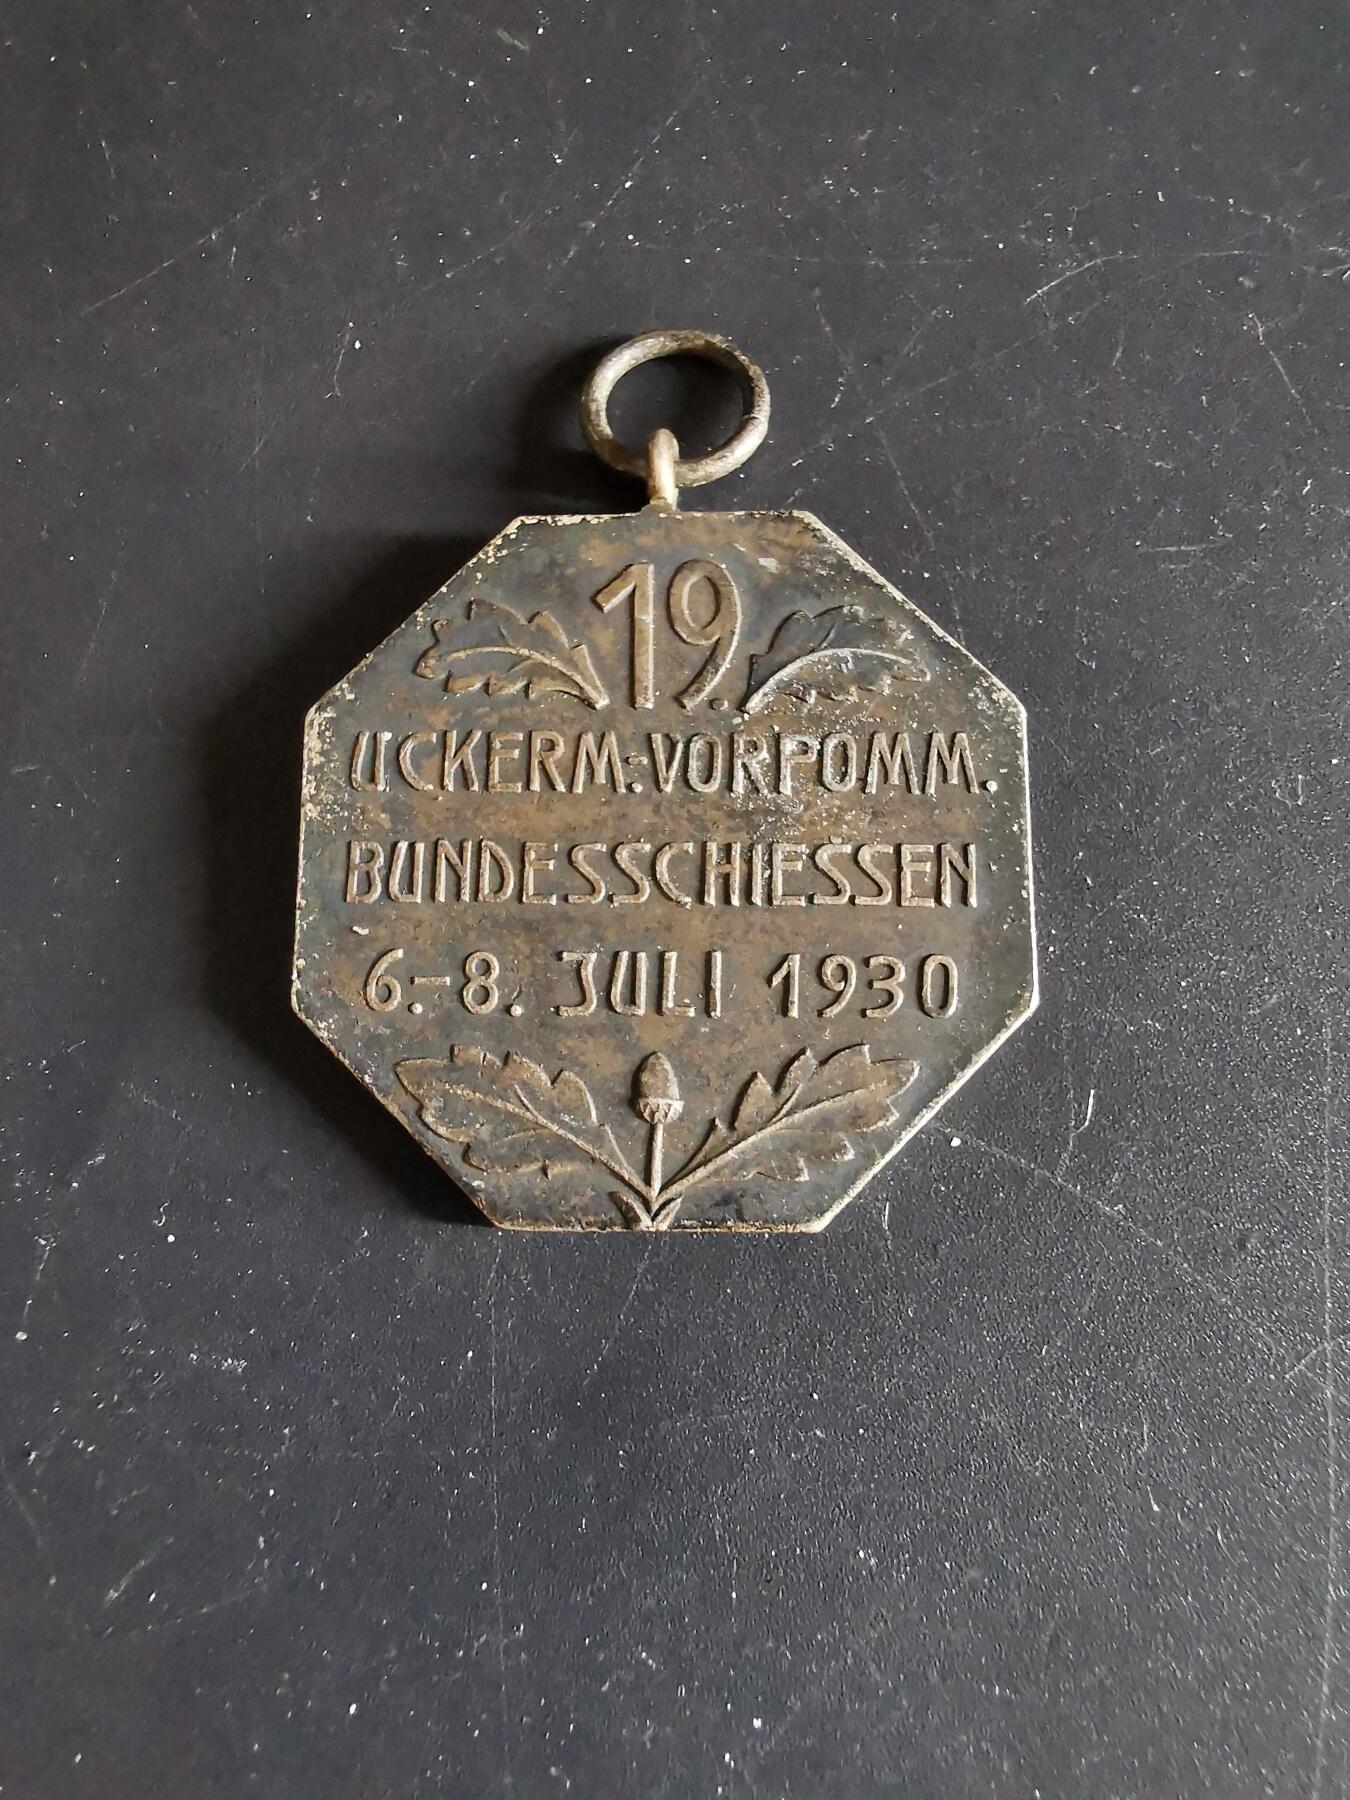 19.
UCKERM.-VORPOMM.
BUNDESSCHIESSEN
6.-8. JULI 1930